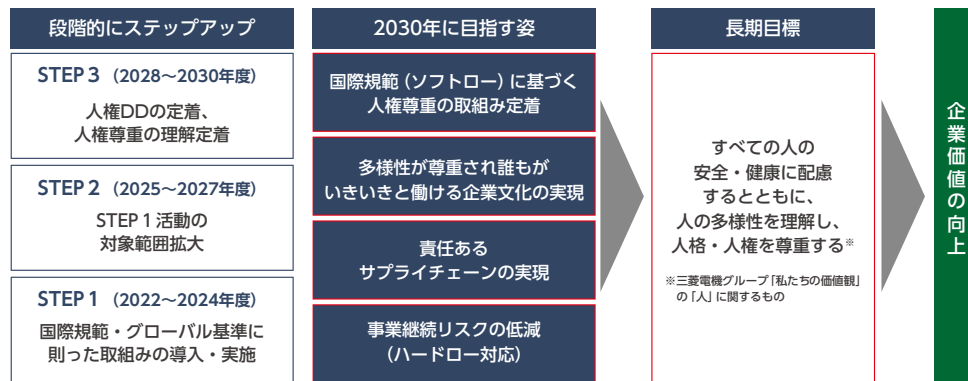 段階的にステップアップ
STEP 3 （2028～2030年度）
人権DDの定着、
人権尊重の理解定着
STEP 2 （2025～2027年度）
STEP 1 活動の
対象範囲拡大
STEP 1 （2022～2024年度）
国際規範・グローバル基準に
則った取組みの導入・実施
2030年に目指す姿
国際規範（ソフトロー）に基づく
人権尊重の取組み定着
多様性が尊重され誰もが
いきいきと働ける企業文化の実現
責任ある
サプライチェーンの実現
事業継続リスクの低減
（ハードロー対応）
長期目標
すべての人の
安全・健康に配慮
するとともに、
人の多様性を理解し、
人格・人権を尊重する※
※三菱電機グループ「私たちの価値観」
の「人」に関するもの
企業価値の向上